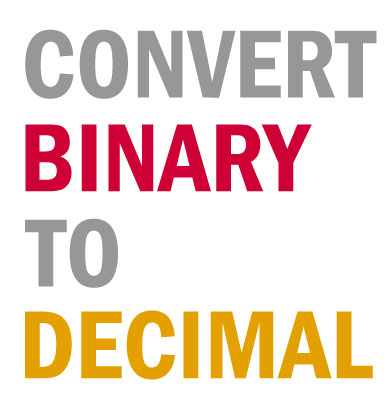 CONVERT
BINARY
TO
DECIMAL